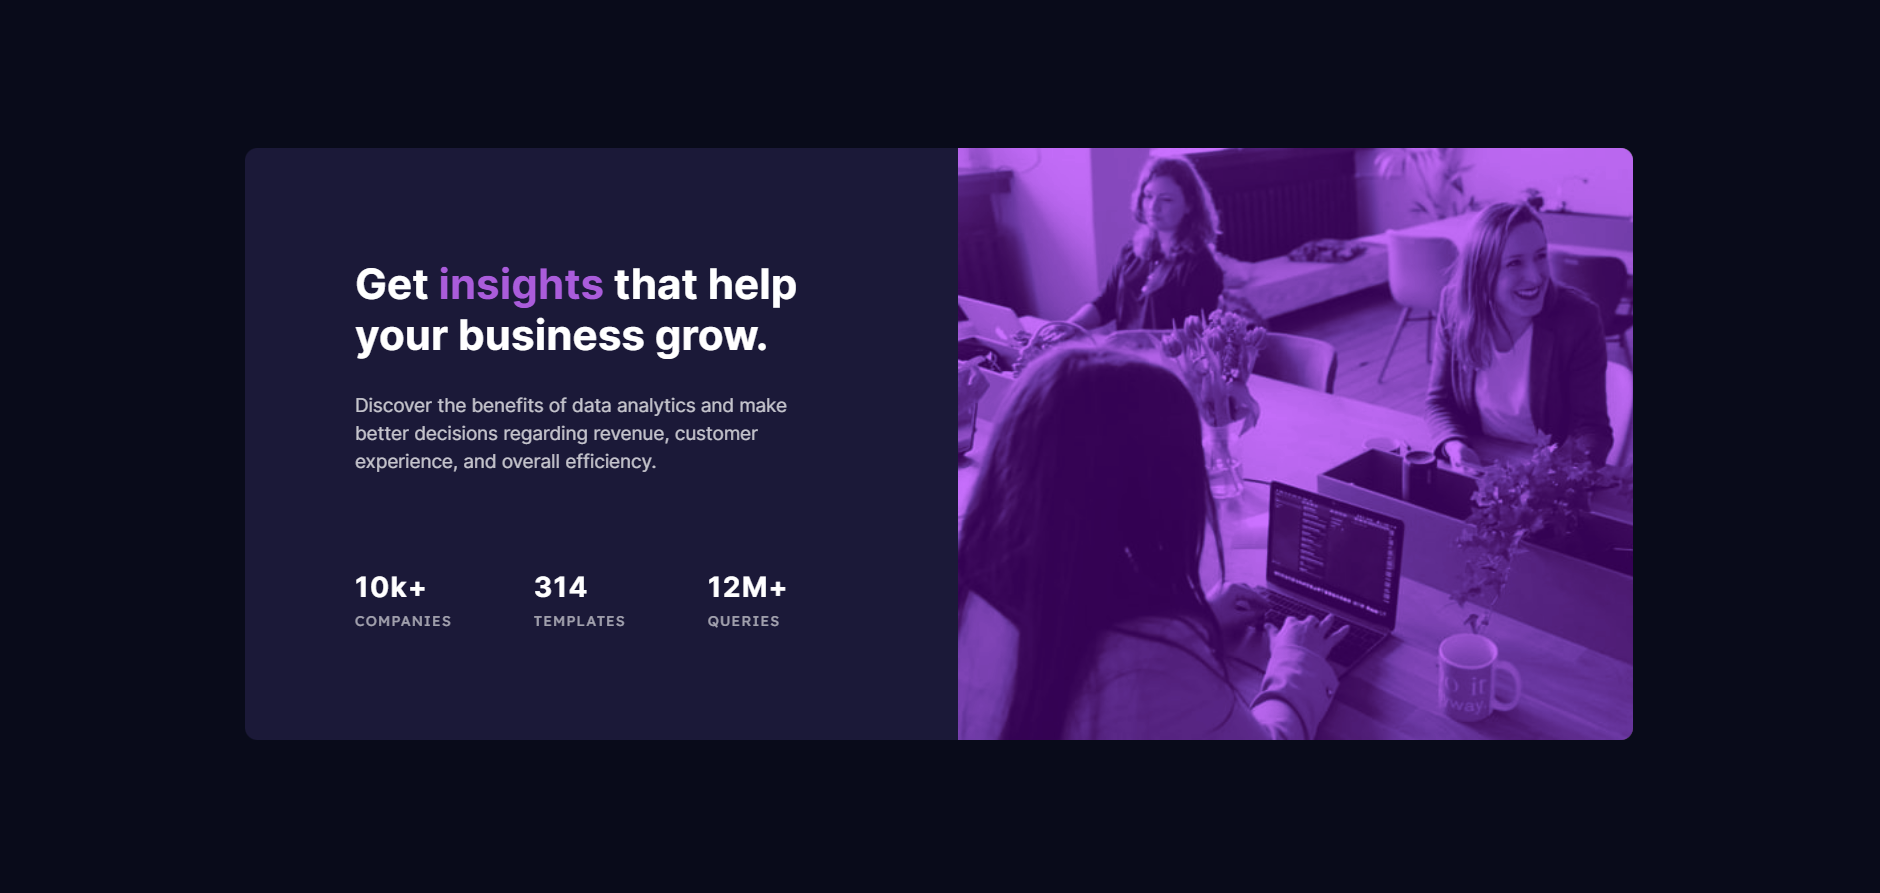 Get insights that help
your business grow.
Discover the benefits of data analytics and make
better decisions regarding revenue, customer
experience, and overall efficiency.
10k+ 314 12M+
COMPANIES TEMPLATES QUERIES